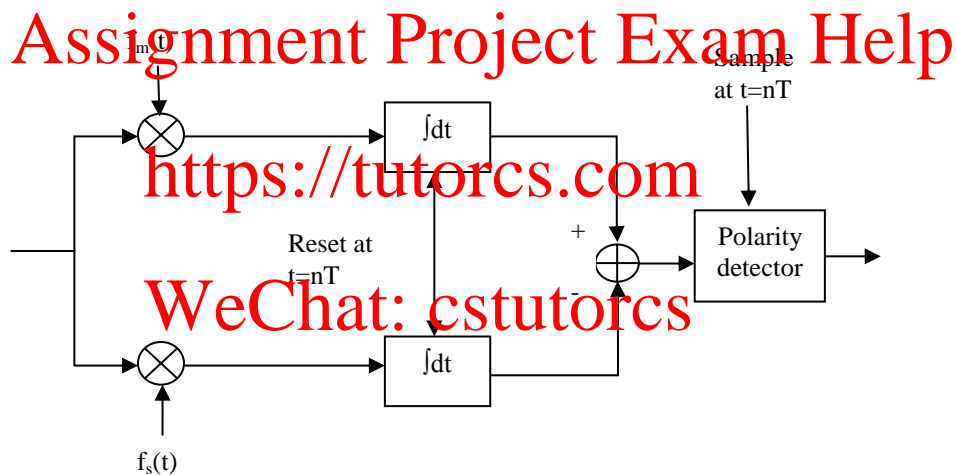 Assignment Project Exam Help
fm(t)
Sample
at t=nT
∫dt
https://tutorcs.com
Reset at
t=nT
+
Polarity
detector
-
WeChat: cstutorcs
∫dt
fs(t)